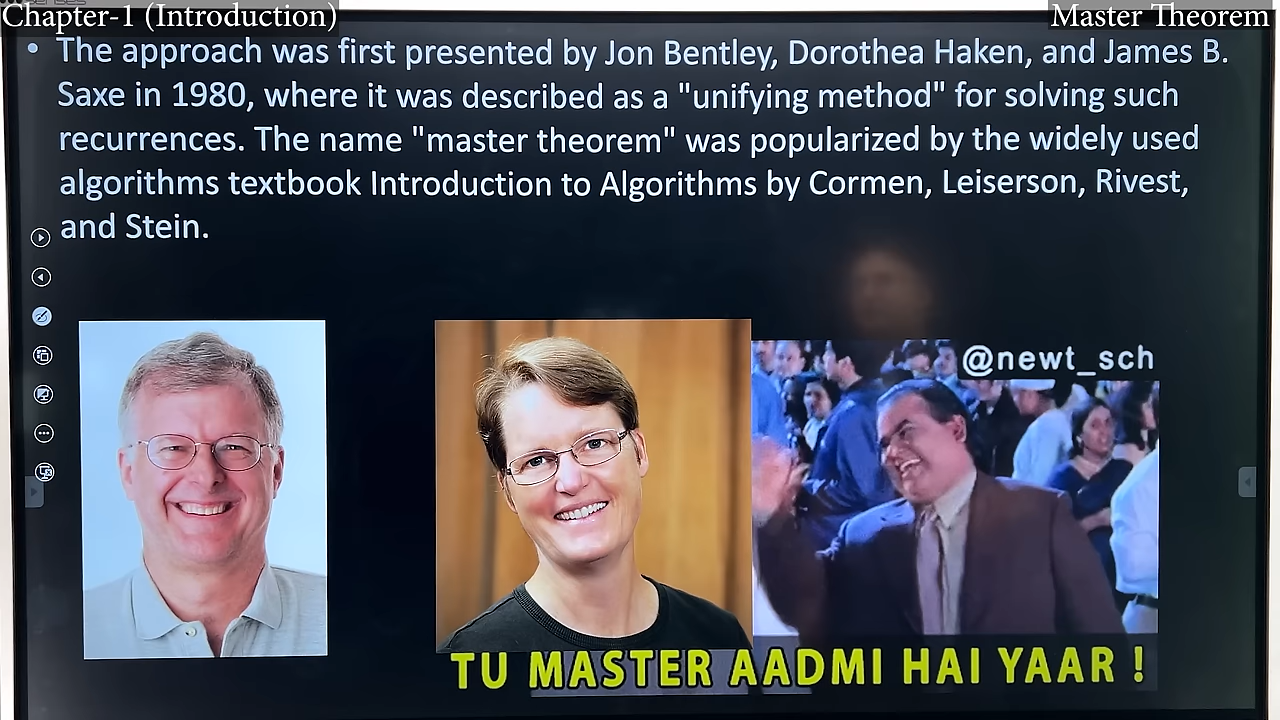 Chapter-1 (Introduction)
Master Theorem
• The approach was first presented by Jon Bentley, Dorothea Haken, and James B.
Saxe in 1980, where it was described as a "unifying method" for solving such
recurrences. The name "master theorem" was popularized by the widely used
algorithms textbook Introduction to Algorithms by Cormen, Leiserson, Rivest,
and Stein.
@newt_sch
TU MASTER AADMI HAI YAAR !